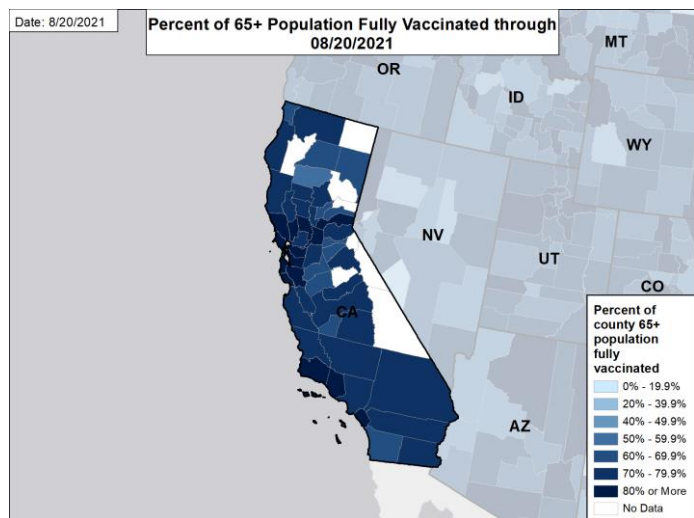 Date: 8/20/2021
Percent of 65+ Population Fully Vaccinated through
08/20/2021
MT
OR
ID
WY
NV
UT
CO
CA
AZ
Percent of
county 65+
population
fully
vaccinated
0% - 19.9%
20% - 39.9%
40% - 49.9%
50% - 59.9%
60% - 69.9%
70% - 79.9%
80% or More
No Data